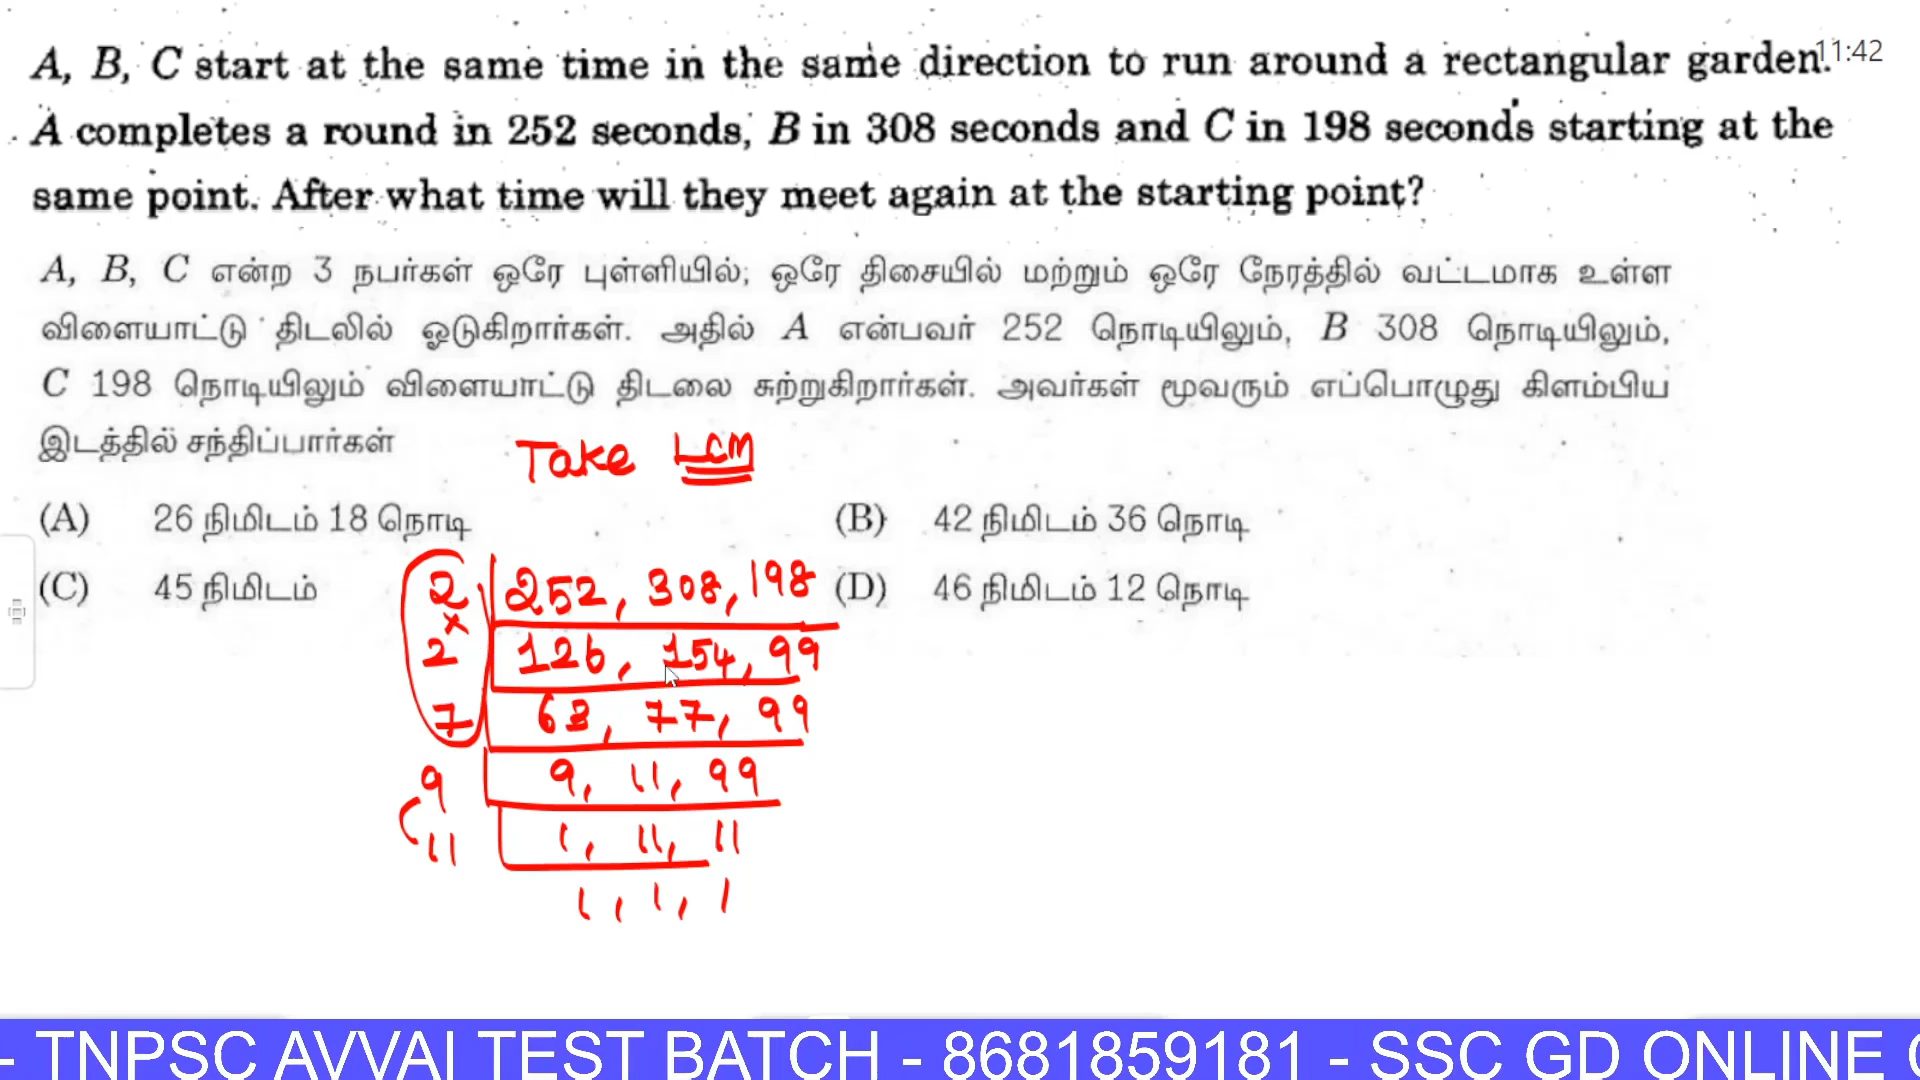 11:42
A, B, C start at the same time in the same direction to run around a rectangular garden.
A completes a round in 252 seconds, B in 308 seconds and C in 198 seconds starting at the
same point. After what time will they meet again at the starting point?
A, B, C என்ற 3 நபர்கள் ஒரே புள்ளியில், ஒரே திசையில் மற்றும் ஒரே நேரத்தில் வட்டமாக உள்ள
விளையாட்டு திடலில் ஓடுகிறார்கள். அதில் A என்பவர் 252 நொடியிலும், B 308 நொடியிலும்,
C 198 நொடியிலும் விளையாட்டு திடலை சுற்றுகிறார்கள். அவர்கள் மூவரும் எப்பொழுது கிளம்பிய
இடத்தில் சந்திப்பார்கள்
Take LCM
(A) 26 நிமிடம் 18 நொடி (B) 42 நிமிடம் 36 நொடி
(C) 45 நிமிடம் (D) 46 நிமிடம் 12 நொடி
2 252, 308, 198
×
2 126, 154, 99
7 63, 77, 99
9 9, 11, 99
11 1, 11, 11
1, 1, 1
- TNPSC AVVAI TEST BATCH - 8681859181 - SSC GD ONLINE